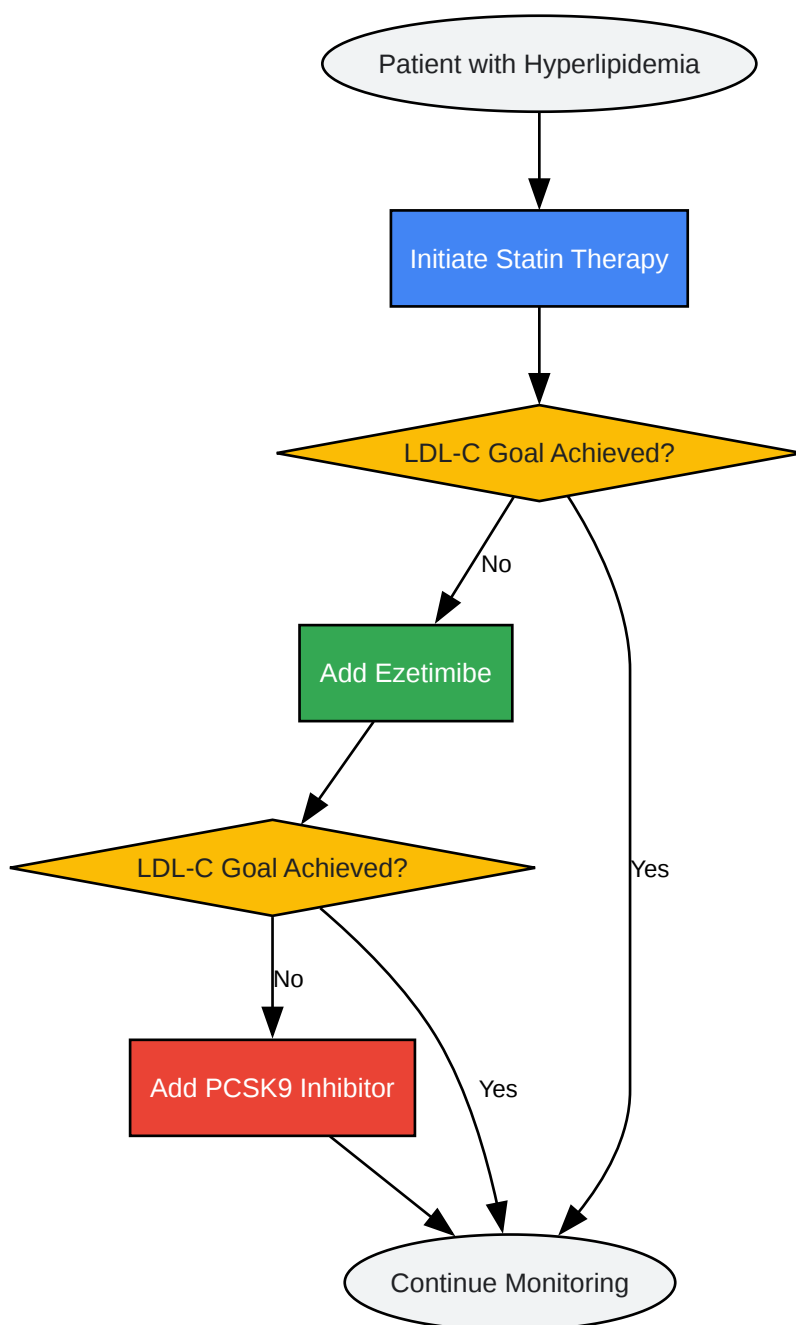 Patient with Hyperlipidemia
Initiate Statin Therapy
LDL-C Goal Achieved?
No
Add Ezetimibe
LDL-C Goal Achieved?
Yes
No
Add PCSK9 Inhibitor
Yes
Continue Monitoring